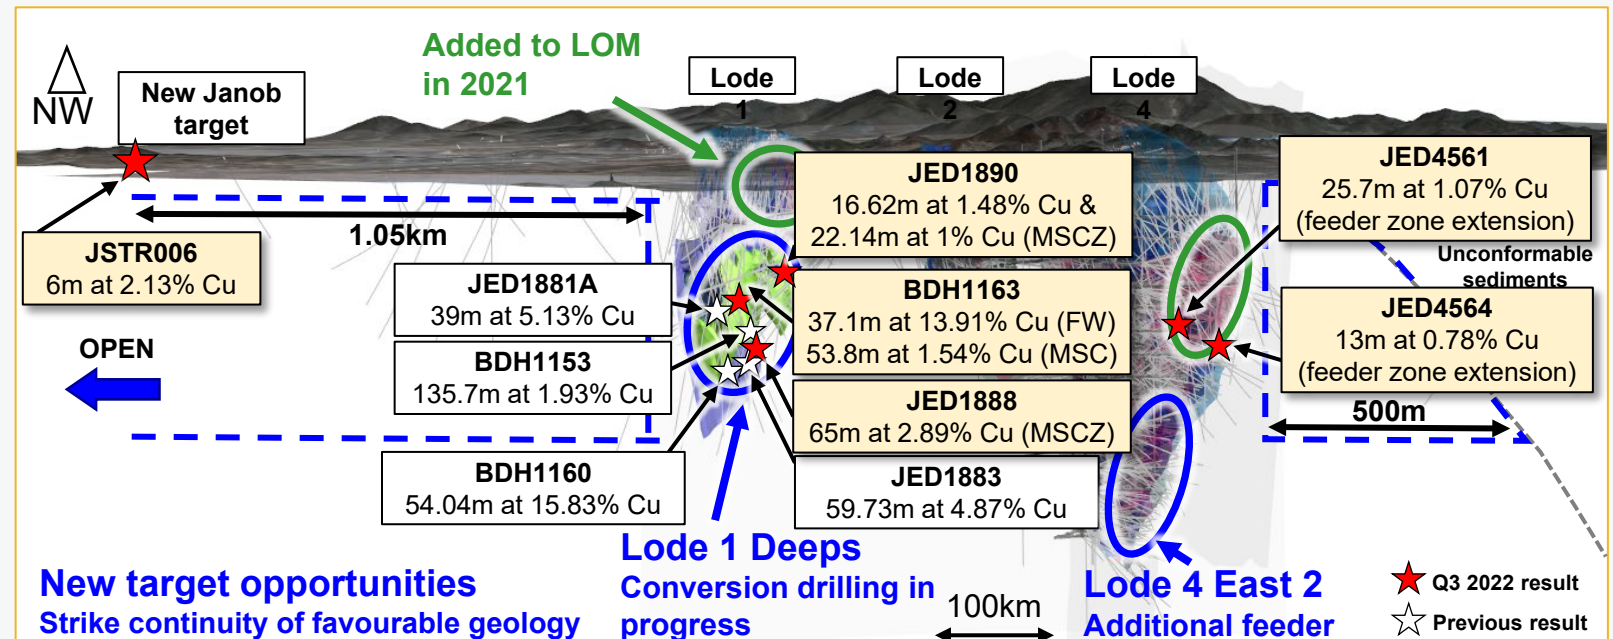 Added to LOM
in 2021
NW
New Janob
target
Lode
1
Lode
2
Lode
4
JSTR006
6m at 2.13% Cu
1.05km
OPEN
JED1881A
39m at 5.13% Cu
BDH1153
135.7m at 1.93% Cu
BDH1160
54.04m at 15.83% Cu
JED1890
16.62m at 1.48% Cu &
22.14m at 1% Cu (MSCZ)
BDH1163
37.1m at 13.91% Cu (FW)
53.8m at 1.54% Cu (MSC)
JED1888
65m at 2.89% Cu (MSCZ)
JED1883
59.73m at 4.87% Cu
JED4561
25.7m at 1.07% Cu
(feeder zone extension)
Unconformable
sediments
JED4564
13m at 0.78% Cu
(feeder zone extension)
500m
New target opportunities
Strike continuity of favourable geology
Lode 1 Deeps
Conversion drilling in
progress
100km
Lode 4 East 2
Additional feeder
Q3 2022 result
Previous result